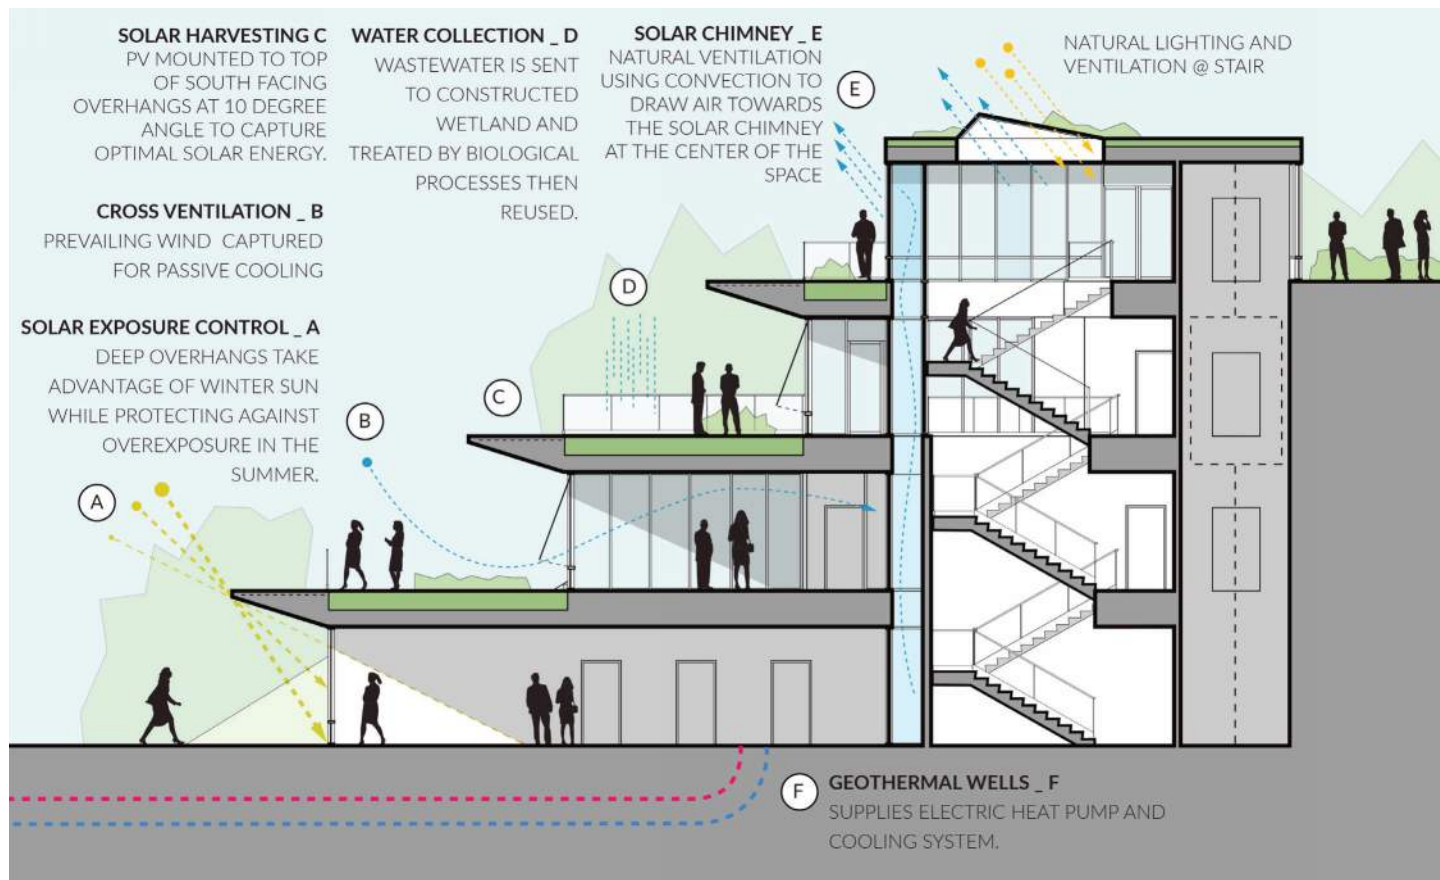 SOLAR HARVESTING C
PV MOUNTED TO TOP
OF SOUTH FACING
OVERHANGS AT 10 DEGREE
ANGLE TO CAPTURE
OPTIMAL SOLAR ENERGY.
WATER COLLECTION _ D
WASTEWATER IS SENT
TO CONSTRUCTED
WETLAND AND
TREATED BY BIOLOGICAL
PROCESSES THEN
REUSED.
SOLAR CHIMNEY _ E
NATURAL VENTILATION
USING CONVECTION TO
DRAW AIR TOWARDS
THE SOLAR CHIMNEY
AT THE CENTER OF THE
SPACE
E
NATURAL LIGHTING AND
VENTILATION @ STAIR
CROSS VENTILATION _ B
PREVAILING WIND CAPTURED
FOR PASSIVE COOLING
SOLAR EXPOSURE CONTROL _ A
DEEP OVERHANGS TAKE
ADVANTAGE OF WINTER SUN
WHILE PROTECTING AGAINST
OVEREXPOSURE IN THE
SUMMER.
D
C
B
A
F
GEOTHERMAL WELLS _ F
SUPPLIES ELECTRIC HEAT PUMP AND
COOLING SYSTEM.